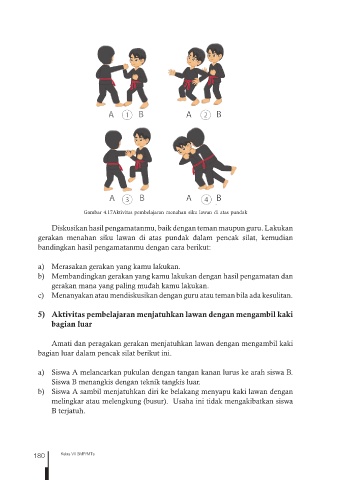 A 1 B A 2 B
A 3 B A 4 B
Gambar 4.17Aktivitas pembelajaran menahan siku lawan di atas pundak
Diskusikan hasil pengamatanmu, baik dengan teman maupun guru. Lakukan
gerakan menahan siku lawan di atas pundak dalam pencak silat, kemudian
bandingkan hasil pengamatanmu dengan cara berikut:
a) Merasakan gerakan yang kamu lakukan.
b) Membandingkan gerakan yang kamu lakukan dengan hasil pengamatan dan
gerakan mana yang paling mudah kamu lakukan.
c) Menanyakan atau mendiskusikan dengan guru atau teman bila ada kesulitan.
5) Aktivitas pembelajaran menjatuhkan lawan dengan mengambil kaki
bagian luar
Amati dan peragakan gerakan menjatuhkan lawan dengan mengambil kaki
bagian luar dalam pencak silat berikut ini.
a) Siswa A melancarkan pukulan dengan tangan kanan lurus ke arah siswa B.
Siswa B menangkis dengan teknik tangkis luar.
b) Siswa A sambil menjatuhkan diri ke belakang menyapu kaki lawan dengan
melingkar atau melengkung (busur). Usaha ini tidak mengakibatkan siswa
B terjatuh.
180 Kelas VII SMP/MTs